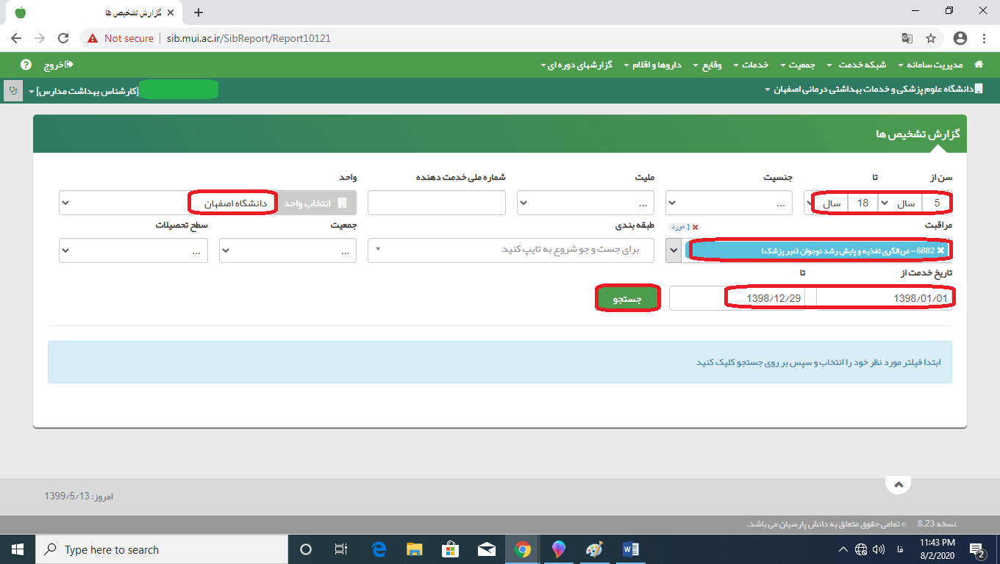 گزارش تشخیص ها
Not secure | sib.mui.ac.ir/SibReport/Report10121
مدیریت سامانه شبکه خدمت جمعیت خدمات وقایع داروها و اقلام گزارشهای دوره ای خروج
دانشگاه علوم پزشکی و خدمات بهداشتی درمانی اصفهان [کارشناس بهداشت مدارس]
گزارش تشخیص ها
سن از تا جنسیت ملیت شماره ملی خدمت دهنده واحد
5 سال 18 سال ... ... انتخاب واحد دانشگاه اصفهان
مراقبت 1 مورد طبقه بندی جمعیت سطح تحصیلات
6882 - غربالگری تغذیه و پایش رشد نوجوان (غیر پزشک) برای جست و جو شروع به تایپ کنید ... ...
تاریخ خدمت از تا
1398/01/01 1398/12/29 جستجو
ابتدا فیلتر مورد نظر خود را انتخاب و سپس بر روی جستجو کلیک کنید
امروز: 1399/5/13
نسخه 8.23 © تمامی حقوق متعلق به دانش پارسیان می باشد.
Type here to search
فا
11:43 PM
8/2/2020
2